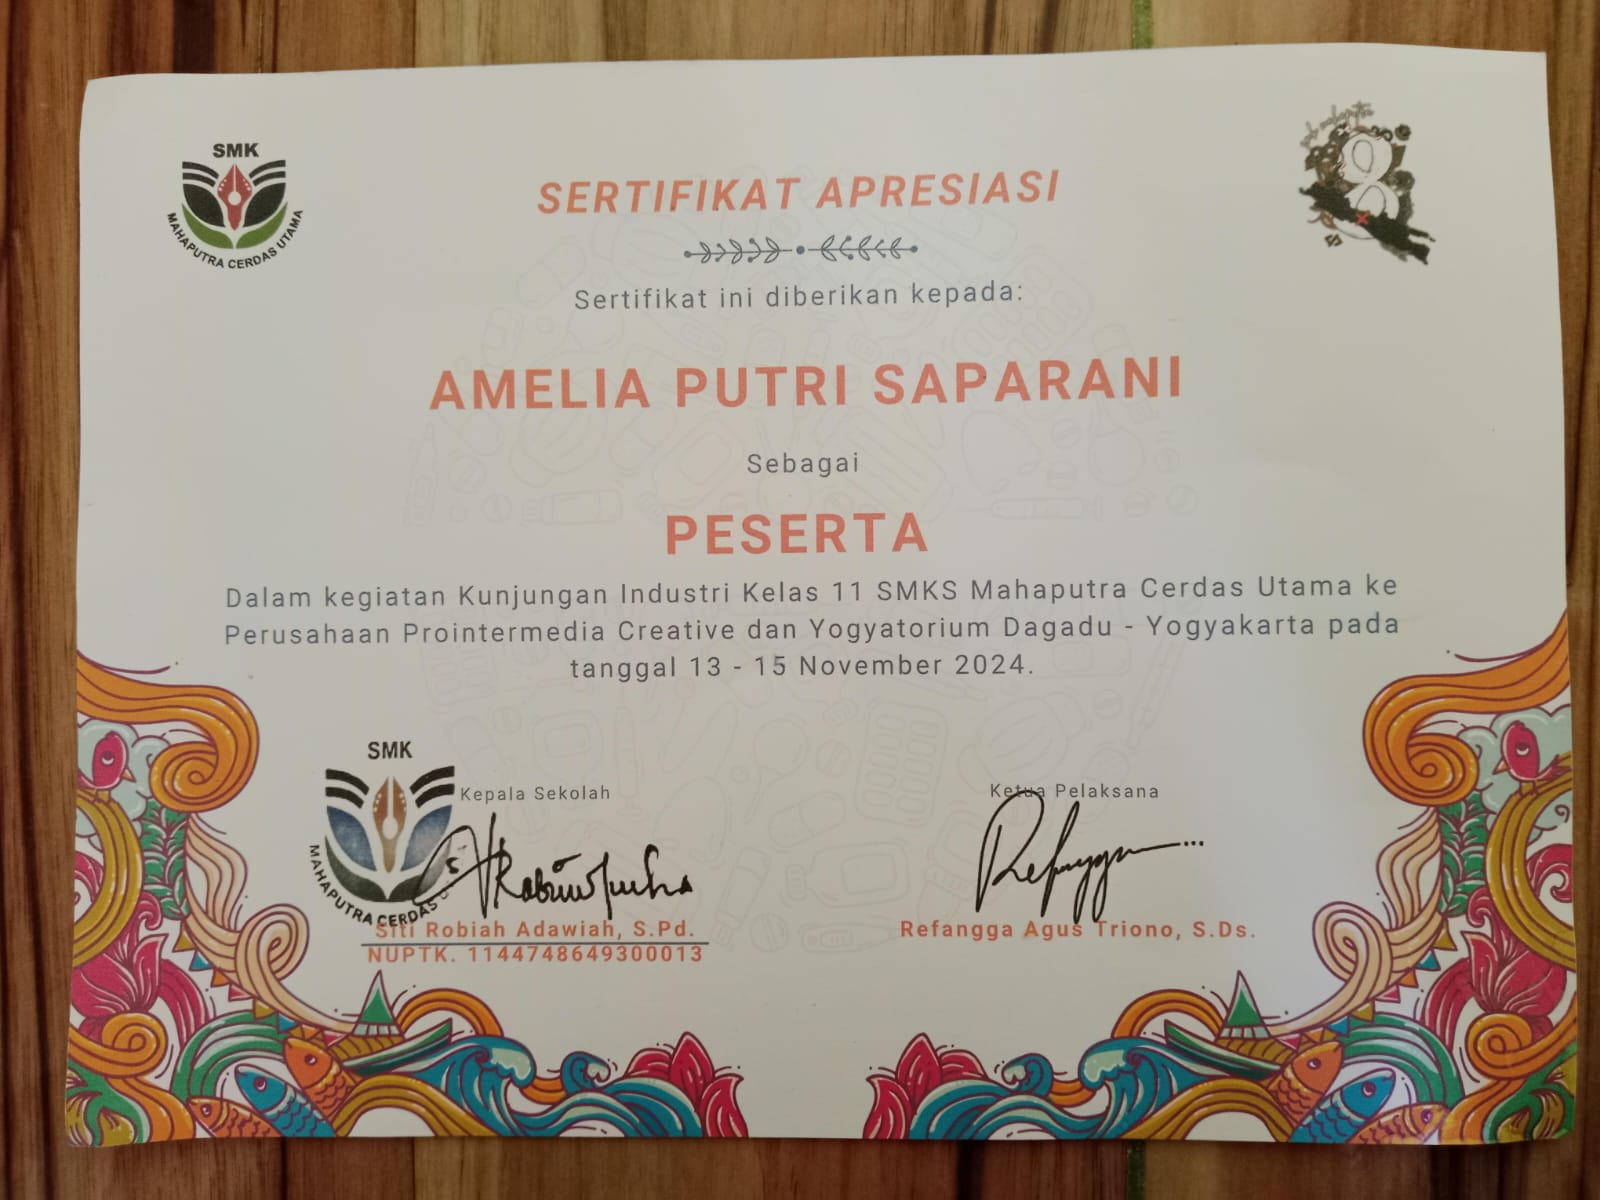 SMK
MAHAPUTRA CERDAS UTAMA
SERTIFIKAT APRESIASI
Sertifikat ini diberikan kepada:
AMELIA PUTRI SAPARANI
Sebagai
PESERTA
Dalam kegiatan Kunjungan Industri Kelas 11 SMKS Mahaputra Cerdas Utama ke
Perusahaan Prointermedia Creative dan Yogyatorium Dagadu - Yogyakarta pada
tanggal 13 - 15 November 2024.
SMK
MAHAPUTRA CERDAS
Kepala Sekolah
Siti Robiah Adawiah, S.Pd.
NUPTK. 1144748649300013
Ketua Pelaksana
Refangga Agus Triono, S.Ds.